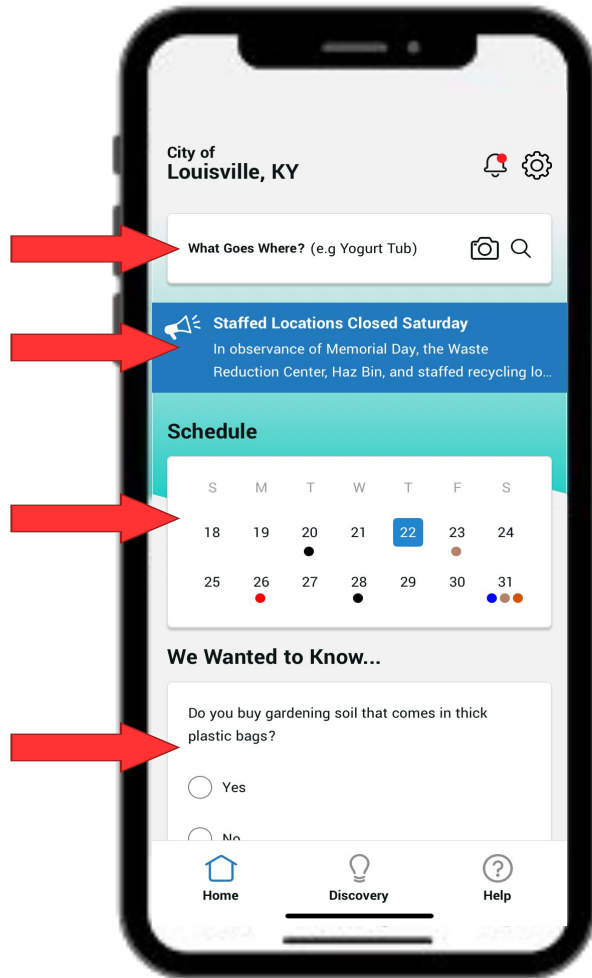 City of
Louisville, KY
What Goes Where? (e.g Yogurt Tub)
Staffed Locations Closed Saturday
In observance of Memorial Day, the Waste
Reduction Center, Haz Bin, and staffed recycling lo...
Schedule
S M T W T F S
18 19 20 21 22 23 24
25 26 27 28 29 30 31
We Wanted to Know...
Do you buy gardening soil that comes in thick
plastic bags?
Yes
No
Home Discovery Help